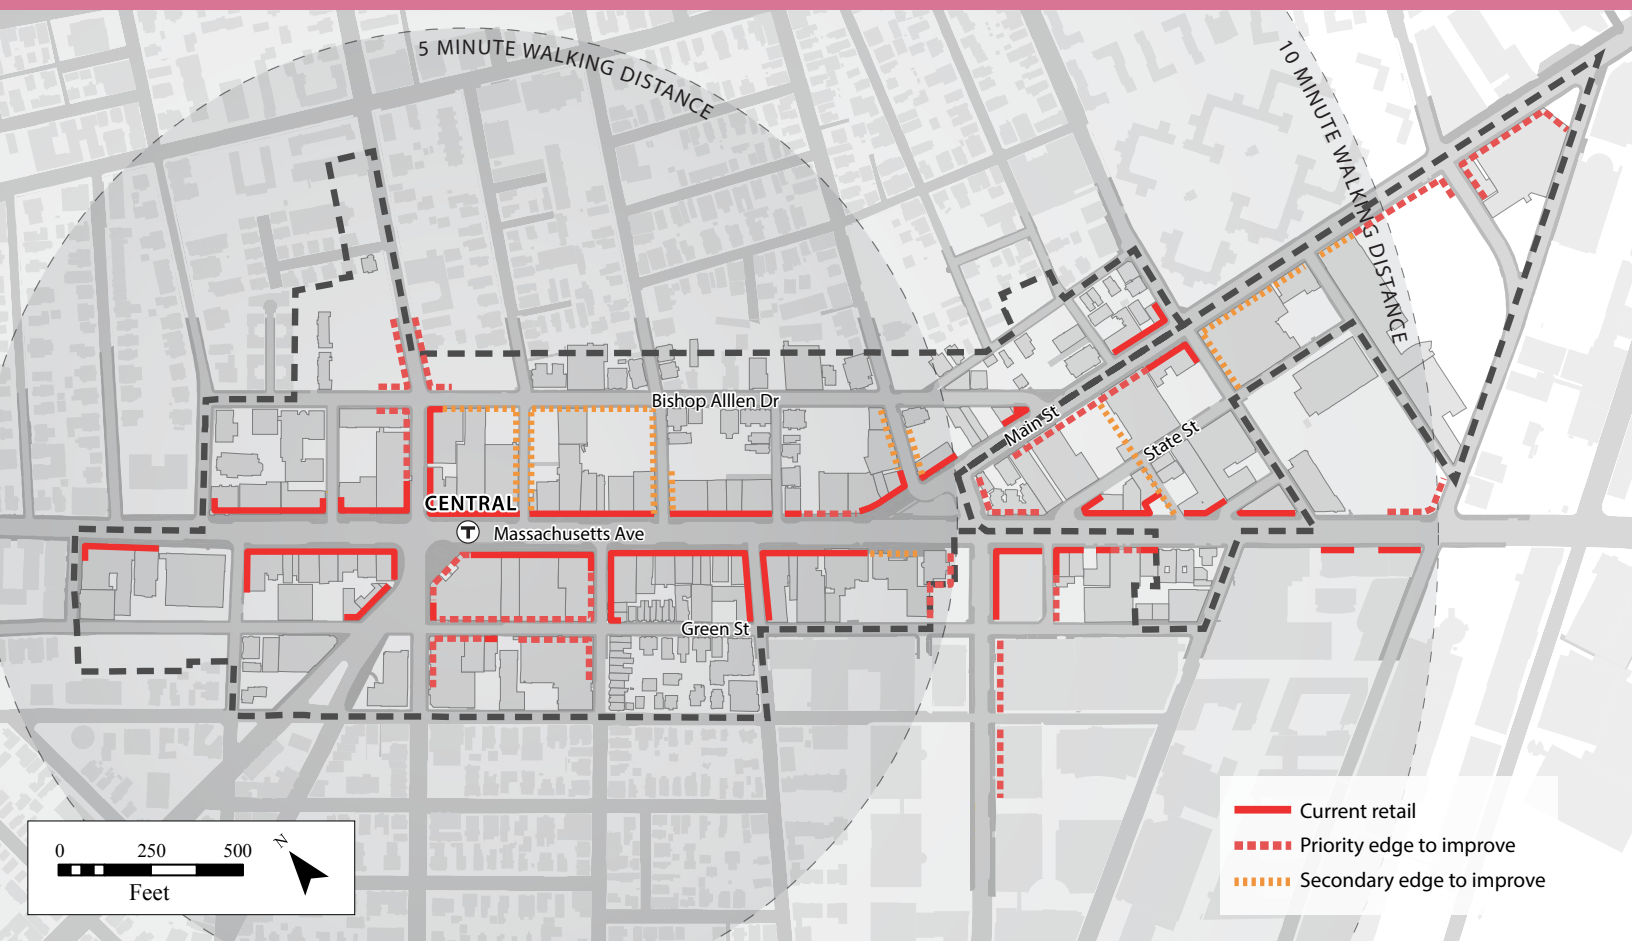 5 MINUTE WALKING DISTANCE
10 MINUTE WALKING DISTANCE
Bishop Alllen Dr
Main St
State St
CENTRAL
T
Massachusetts Ave
Green St
Current retail
Priority edge to improve
Secondary edge to improve
0 250 500
Feet
N